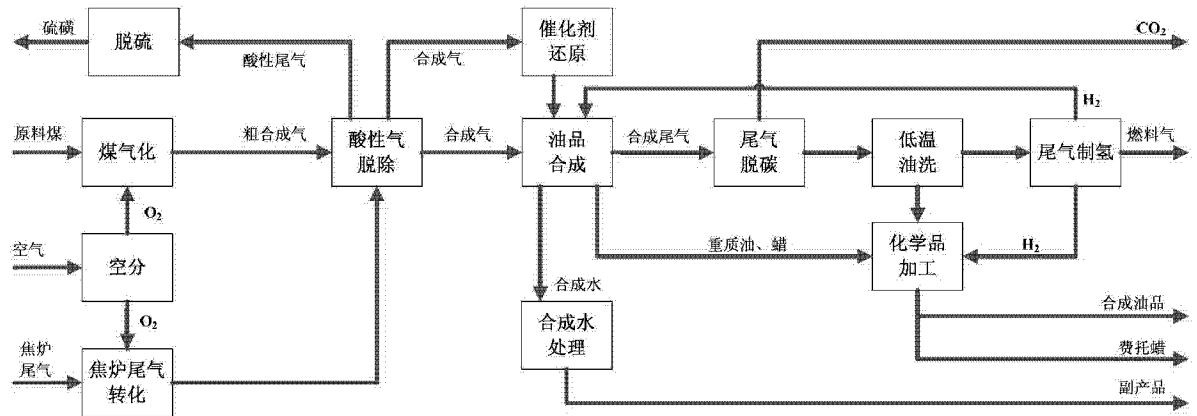 硫磺
脱硫
酸性尾气
合成气
催化剂
还原
CO₂
H₂
原料煤
煤气化
粗合成气
酸性气
脱除
合成气
油品
合成
合成尾气
尾气
脱碳
低温
油洗
尾气制氢
燃料气
O₂
空气
空分
重质油、蜡
化学品
加工
H₂
O₂
合成水
合成油品
焦炉
尾气
焦炉尾气
转化
合成水
处理
费托蜡
副产品